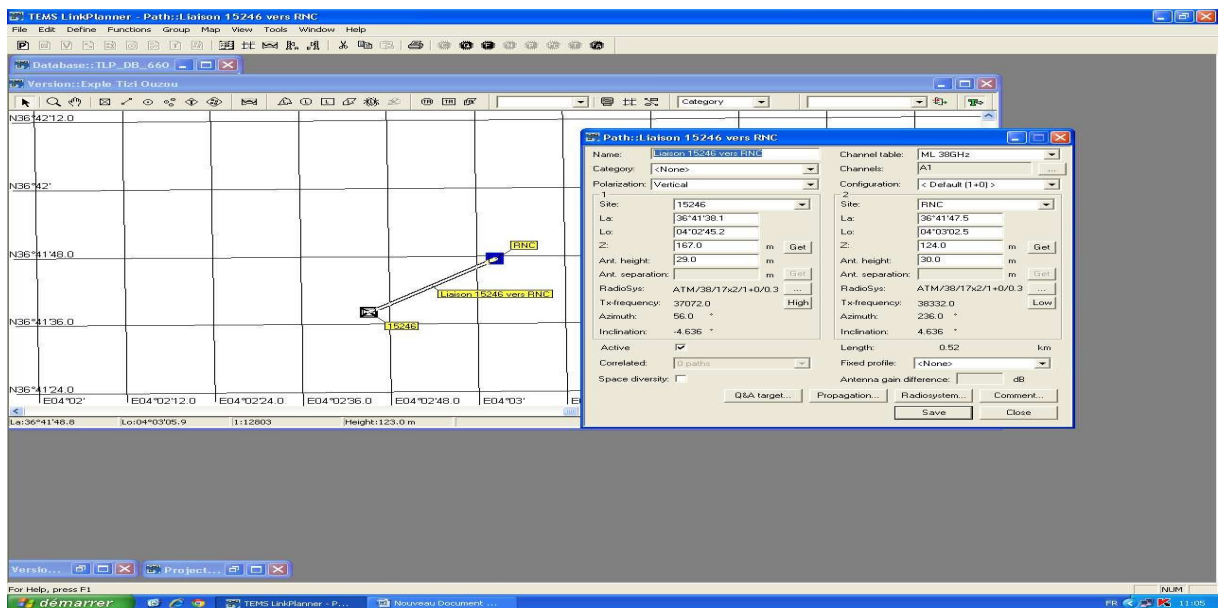 TEMS LinkPlanner - Path::Liaison 15246 vers RNC
File Edit Define Functions Group Map View Tools Window Help
Database::TLP_DB_660
Version::Exple Tizi Ouzou
Category
N36°42'12.0
N36°42'
N36°41'48.0
N36°41'36.0
N36°41'24.0
RNC
Liaison 15246 vers RNC
15246
E04°02' E04°02'12.0 E04°02'24.0 E04°02'36.0 E04°02'48.0 E04°03'
La:36°41'48.8 Lo:04°03'05.9 1:12803 Height:123.0 m
Path::Liaison 15246 vers RNC
Name: Liaison 15246 vers RNC Channel table: ML 38GHz
Category: <None> Channels: A1 ...
Polarization: Vertical Configuration: < Default (1+0) >
1 2
Site: 15246 Site: RNC
La: 36°41'38.1 La: 36°41'47.5
Lo: 04°02'45.2 Lo: 04°03'02.5
Z: 167.0 m Get Z: 124.0 m Get
Ant. height: 29.0 m Ant. height: 30.0 m
Ant. separation: m Get Ant. separation: m Get
RadioSys: ATM/38/17x2/1+0/0.3 ... RadioSys: ATM/38/17x2/1+0/0.3 ...
Tx-frequency: 37072.0 High Tx-frequency: 38332.0 Low
Azimuth: 56.0 ° Azimuth: 236.0 °
Inclination: -4.636 ° Inclination: 4.636 °
Active Length: 0.52 km
Correlated: 0 paths Fixed profile: <None>
Space diversity: Antenna gain difference: dB
Q&A target... Propagation... Radiosystem... Comment...
Save Close
Versio... Project...
For Help, press F1 NUM
démarrer TEMS LinkPlanner - P... Nouveau Document ... FR 11:05